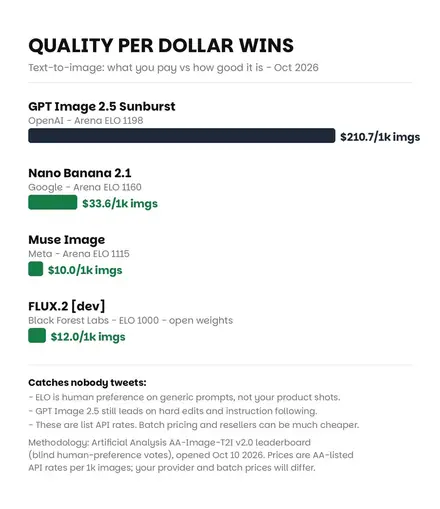 QUALITY PER DOLLAR WINS
Text-to-image: what you pay vs how good it is - Oct 2026
GPT Image 2.5 Sunburst
OpenAI - Arena ELO 1198
$210.7/1k imgs
Nano Banana 2.1
Google - Arena ELO 1160
$33.6/1k imgs
Muse Image
Meta - Arena ELO 1115
$10.0/1k imgs
FLUX.2 [dev]
Black Forest Labs - ELO 1000 - open weights
$12.0/1k imgs
Catches nobody tweets:
- ELO is human preference on generic prompts, not your product shots.
- GPT Image 2.5 still leads on hard edits and instruction following.
- These are list API rates. Batch pricing and resellers can be much cheaper.
Methodology: Artificial Analysis AA-Image-T2I v2.0 leaderboard
(blind human-preference votes), opened Oct 10 2026. Prices are AA-listed
API rates per 1k images; your provider and batch prices will differ.